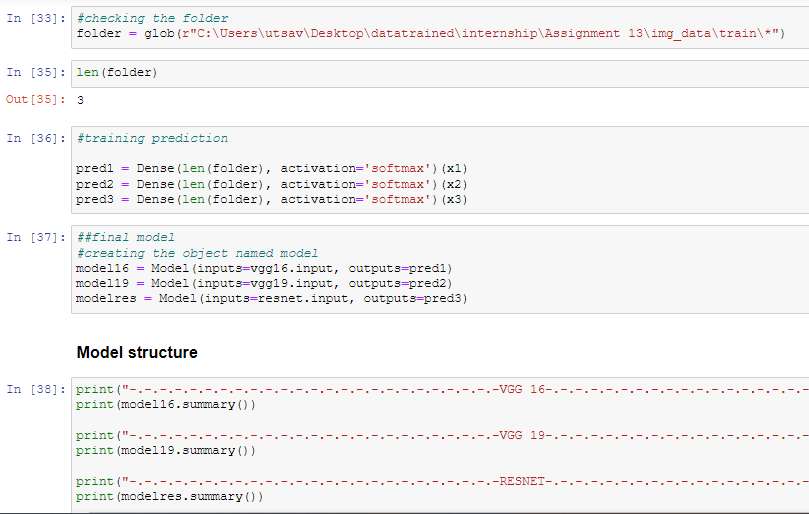 In [33]: #checking the folder
folder = glob(r"C:\Users\utsav\Desktop\datatrained\internship\Assignment 13\img_data\train\*")
In [35]: len(folder)
Out[35]: 3
In [36]: #training prediction
pred1 = Dense(len(folder), activation='softmax')(x1)
pred2 = Dense(len(folder), activation='softmax')(x2)
pred3 = Dense(len(folder), activation='softmax')(x3)
In [37]: ##final model
#creating the object named model
model16 = Model(inputs=vgg16.input, outputs=pred1)
model19 = Model(inputs=vgg19.input, outputs=pred2)
modelres = Model(inputs=resnet.input, outputs=pred3)
Model structure
In [38]: print("-.-.-.-.-.-.-.-.-.-.-.-.-.-.-.-.-.-.-.-.-.-.-.-.-VGG 16-.-.-.-.-.-.-.-.-.-.-.-.-.-.-.-.-.-
print(model16.summary())
print("-.-.-.-.-.-.-.-.-.-.-.-.-.-.-.-.-.-.-.-.-.-.-.-.-VGG 19-.-.-.-.-.-.-.-.-.-.-.-.-.-.-.-.-.-
print(model19.summary())
print("-.-.-.-.-.-.-.-.-.-.-.-.-.-.-.-.-.-.-.-.-.-.-.-.-RESNET-.-.-.-.-.-.-.-.-.-.-.-.-.-.-.-.-.-
print(modelres.summary())